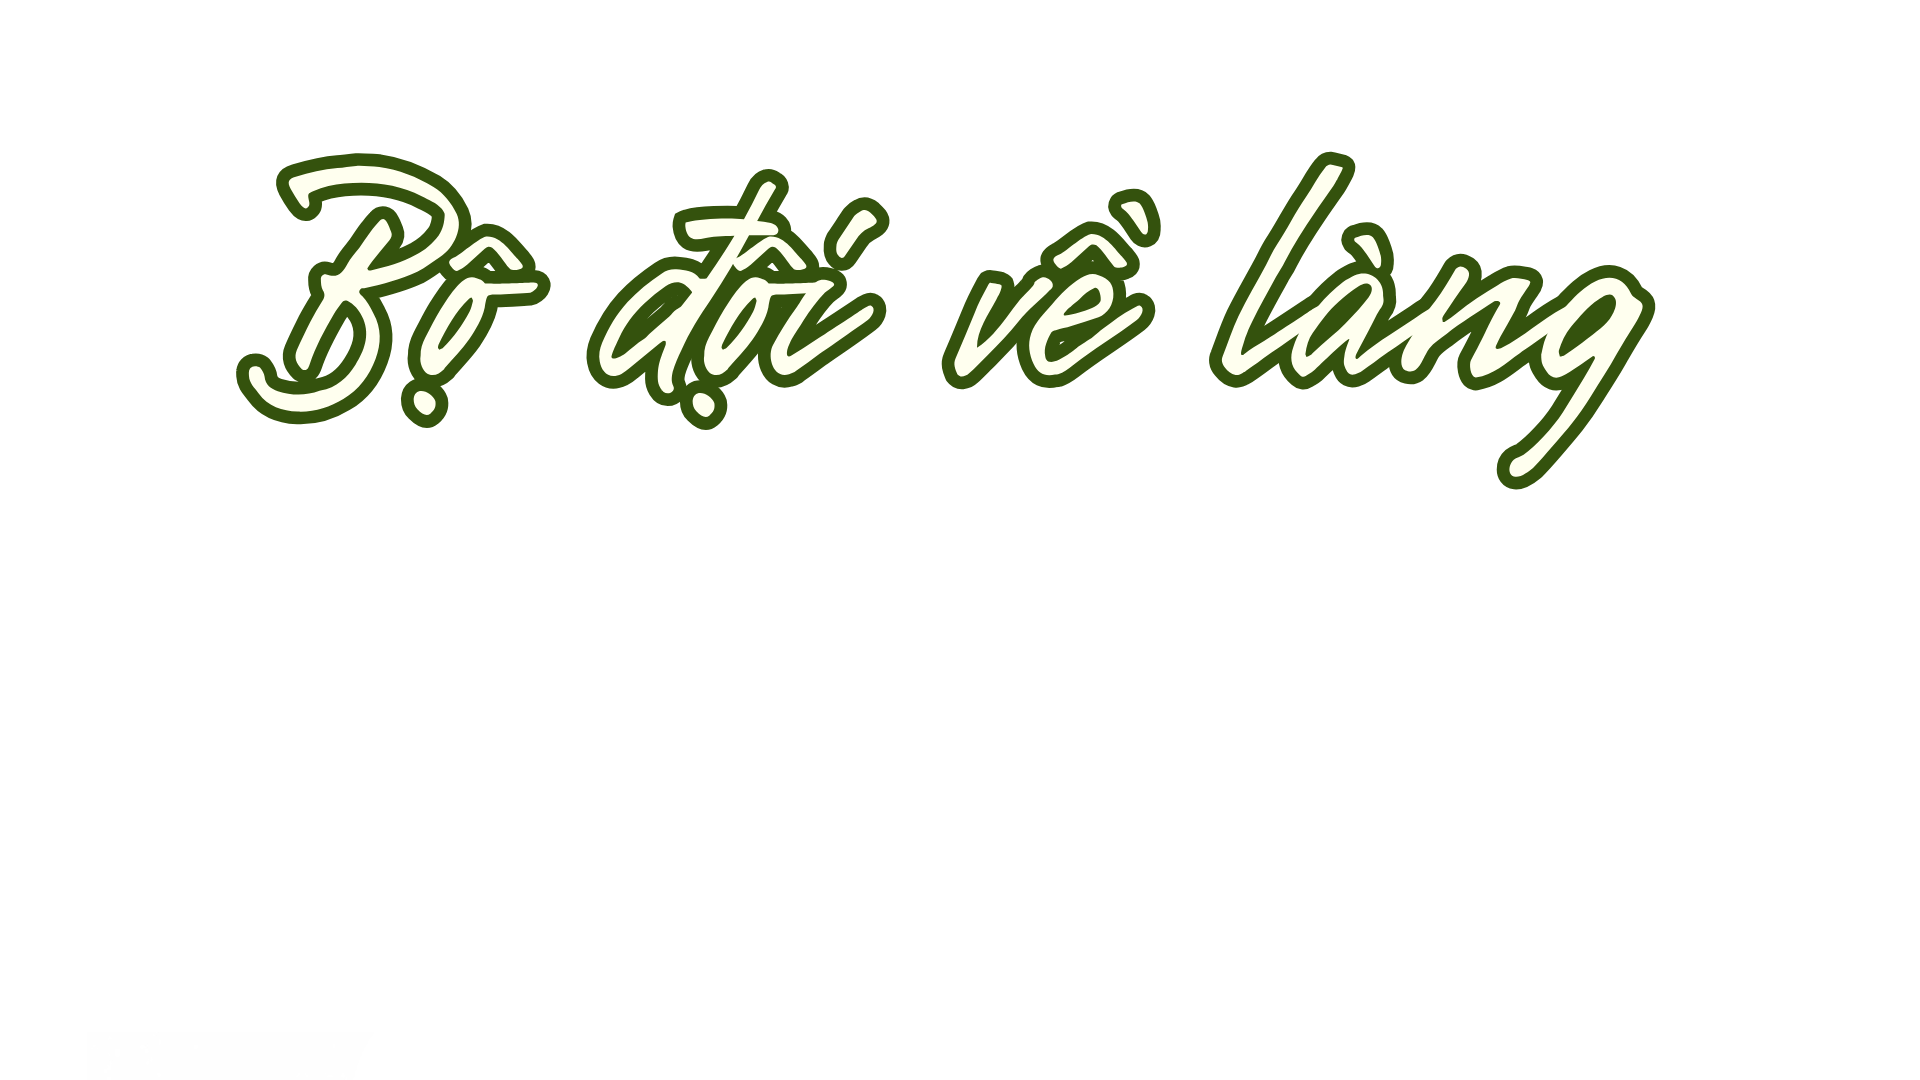 Bộ đội về làng